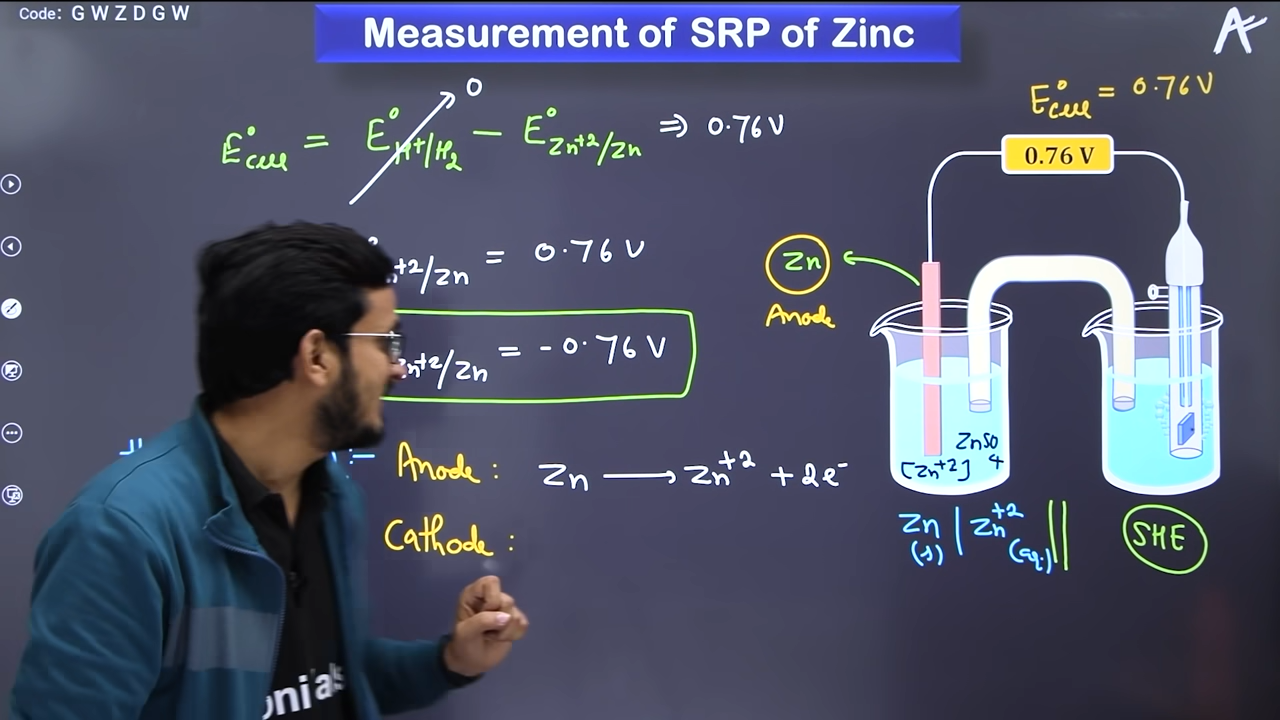 Code: G W Z D G W
Measurement of SRP of Zinc
E°cell = E°H+/H2 – E°Zn+2/Zn ⇒ 0.76 V
0
E°cell = 0.76 V
0.76 V
n+2/Zn = 0.76 V
Zn
Anode
Zn+2/Zn = -0.76 V
ZnSO4
[Zn+2]
:- Anode : Zn ⟶ Zn+2 + 2e-
Cathode :
Zn(s) | Zn+2(aq.) ||
SHE